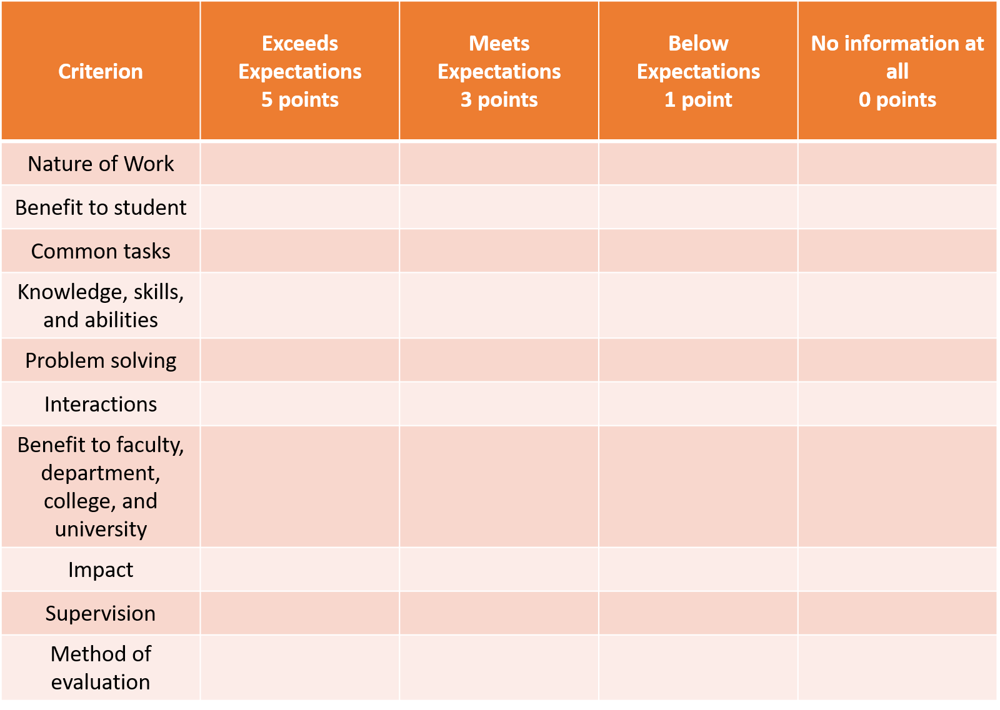 Criterion
Exceeds
Expectations
5 points
Meets
Expectations
3 points
Below
Expectations
1 point
No information at
all
0 points
Nature of Work
Benefit to student
Common tasks
Knowledge, skills,
and abilities
Problem solving
Interactions
Benefit to faculty,
department,
college, and
university
Impact
Supervision
Method of
evaluation